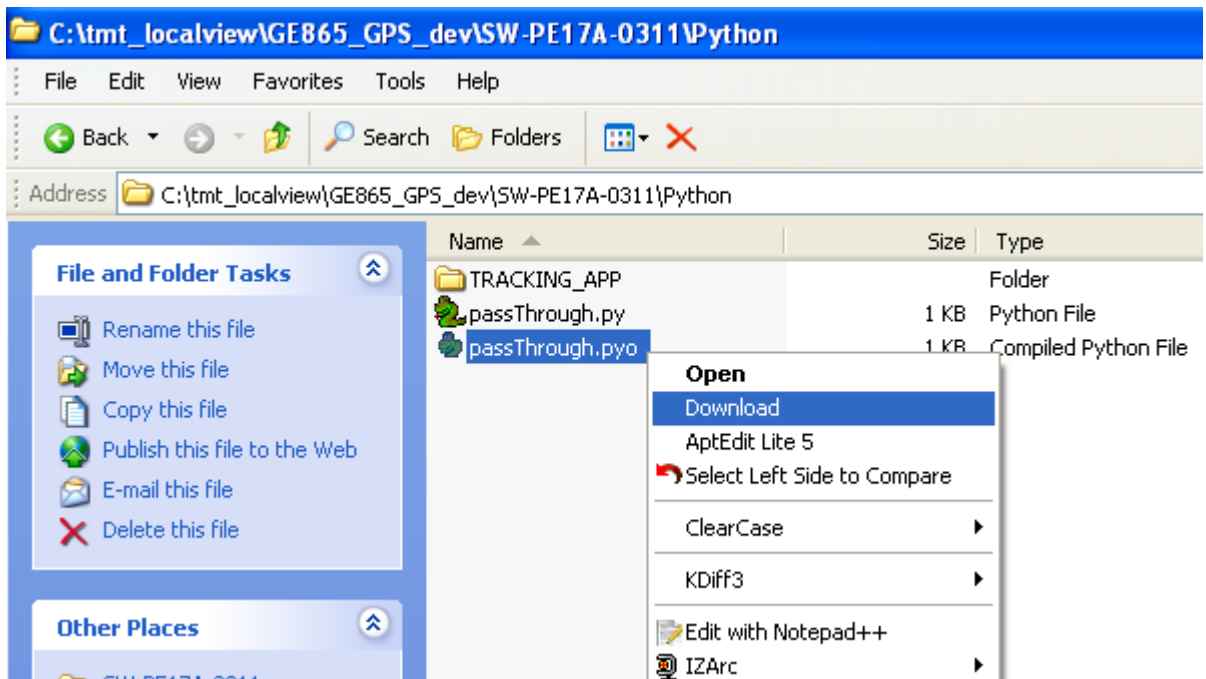 C:\tmt_localview\GE865_GPS_dev\SW-PE17A-0311\Python
File Edit View Favorites Tools Help
Back Search Folders
Address C:\tmt_localview\GE865_GPS_dev\SW-PE17A-0311\Python
Name Size Type
File and Folder Tasks
Rename this file
Move this file
Copy this file
Publish this file to the Web
E-mail this file
Delete this file
Other Places
TRACKING_APP Folder
passThrough.py 1 KB Python File
passThrough.pyo 1 KB Compiled Python File
Open
Download
AptEdit Lite 5
Select Left Side to Compare
ClearCase
KDiff3
Edit with Notepad++
IZArc